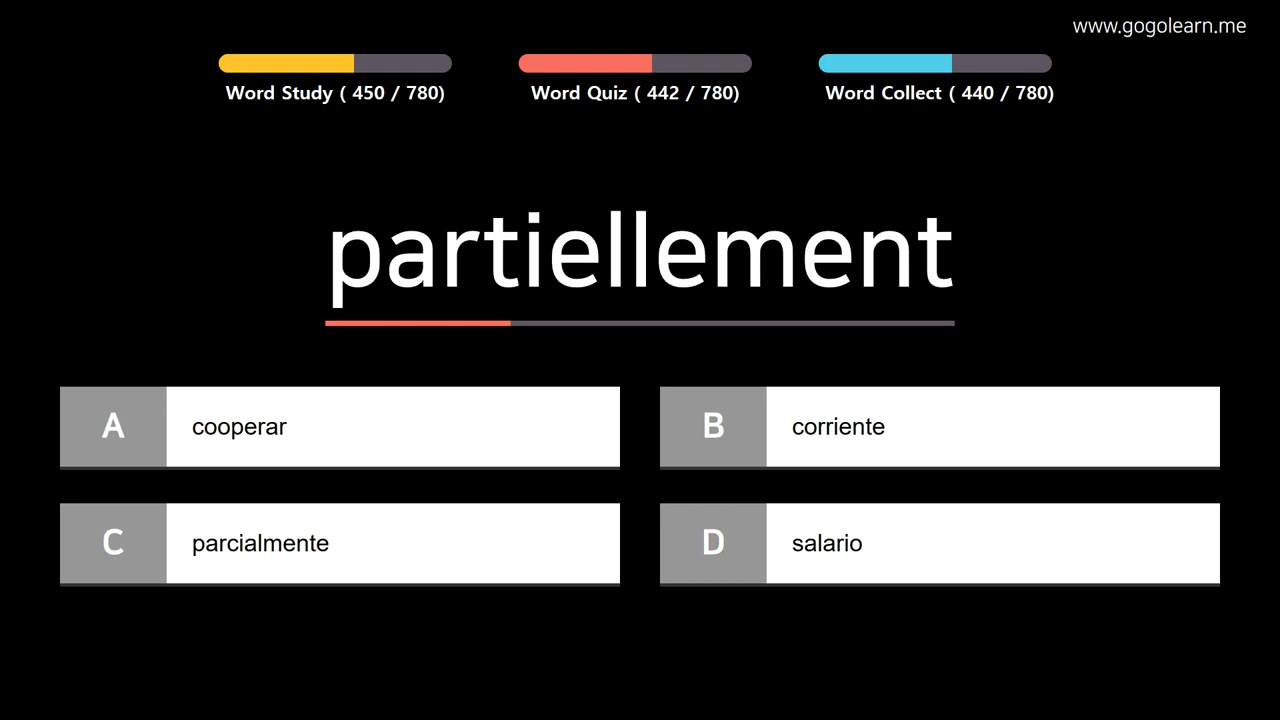 www.gogolearn.me
Word Study ( 450 / 780)
Word Quiz ( 442 / 780)
Word Collect ( 440 / 780)
partiellement
A
cooperar
B
corriente
C
parcialmente
D
salario